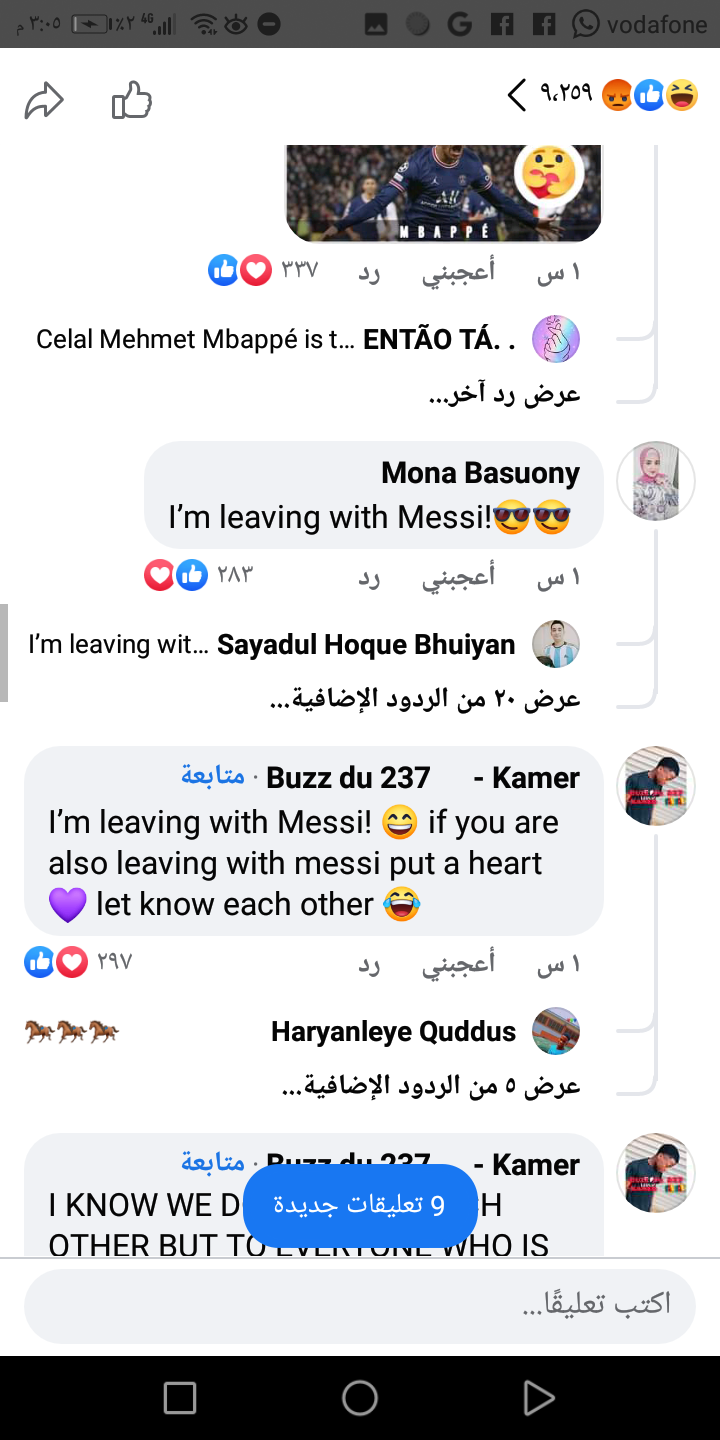 م ٣:٠٥ ٪٢ 4G vodafone
٩،٢٥٩
MBAPPÉ
١ س أعجبني رد ٣٣٧
ENTÃO TÁ. . Celal Mehmet Mbappé is t...
عرض رد آخر...
Mona Basuony
I'm leaving with Messi!😎😎
١ س أعجبني رد ٢٨٣
Sayadul Hoque Bhuiyan I'm leaving wit...
عرض ٢٠ من الردود الإضافية...
Buzz du 237 - Kamer · متابعة
I'm leaving with Messi! 😄 if you are
also leaving with messi put a heart
💜 let know each other 😂
١ س أعجبني رد ٢٩٧
Haryanleye Quddus 🐎🐎🐎
عرض ٥ من الردود الإضافية...
Buzz du 237 - Kamer · متابعة
I KNOW WE D
OTHER BUT TO EVERYONE WHO IS
9 تعليقات جديدة
اكتب تعليقًا...